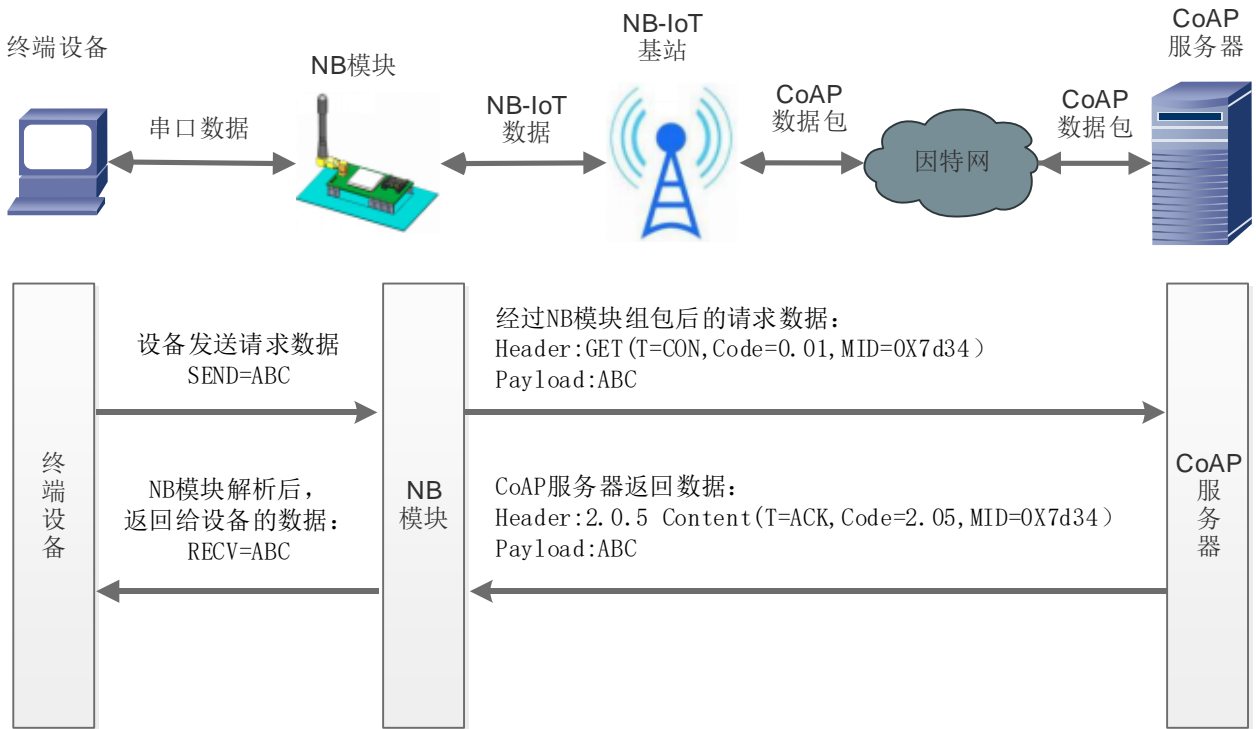 终端设备
NB模块
NB-IoT
基站
CoAP
服务器
串口数据
NB-IoT
数据
CoAP
数据包
因特网
CoAP
数据包
设备发送请求数据
SEND=ABC
经过NB模块组包后的请求数据:
Header:GET(T=CON,Code=0.01,MID=0X7d34)
Payload:ABC
终端设备
NB模块解析后,
返回给设备的数据:
RECV=ABC
NB
模块
CoAP服务器返回数据:
Header:2.0.5 Content(T=ACK,Code=2.05,MID=0X7d34)
Payload:ABC
CoAP
服务器